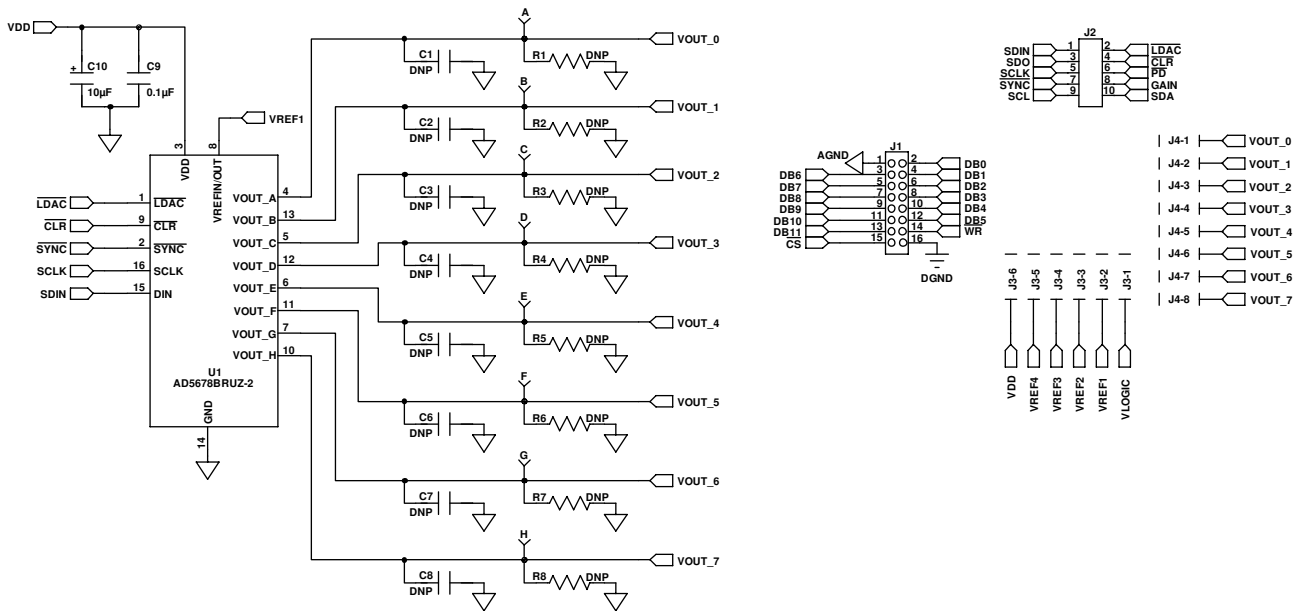 VDD
C10
10µF
C9
0.1µF
VREF1
3
8
VDD
VREFIN/OUT
LDAC 1 LDAC
CLR 9 CLR
SYNC 2 SYNC
SCLK 16 SCLK
SDIN 15 DIN
VOUT_A 4
VOUT_B 13
VOUT_C 5
VOUT_D 12
VOUT_E 6
VOUT_F 11
VOUT_G 7
VOUT_H 10
U1
AD5678BRUZ-2
GND
14
A
C1
DNP
R1 DNP
VOUT_0
B
C2
DNP
R2 DNP
VOUT_1
C
C3
DNP
R3 DNP
VOUT_2
D
C4
DNP
R4 DNP
VOUT_3
E
C5
DNP
R5 DNP
VOUT_4
F
C6
DNP
R6 DNP
VOUT_5
G
C7
DNP
R7 DNP
VOUT_6
H
C8
DNP
R8 DNP
VOUT_7
J1
AGND 1 2 DB0
DB6 3 4 DB1
DB7 5 6 DB2
DB8 7 8 DB3
DB9 9 10 DB4
DB10 11 12 DB5
DB11 13 14 WR
CS 15 16
DGND
J2
SDIN 1 2 LDAC
SDO 3 4 CLR
SCLK 5 6 PD
SYNC 7 8 GAIN
SCL 9 10 SDA
J4-1 VOUT_0
J4-2 VOUT_1
J4-3 VOUT_2
J4-4 VOUT_3
J4-5 VOUT_4
J4-6 VOUT_5
J4-7 VOUT_6
J4-8 VOUT_7
J3-6
J3-5
J3-4
J3-3
J3-2
J3-1
VDD
VREF4
VREF3
VREF2
VREF1
VLOGIC